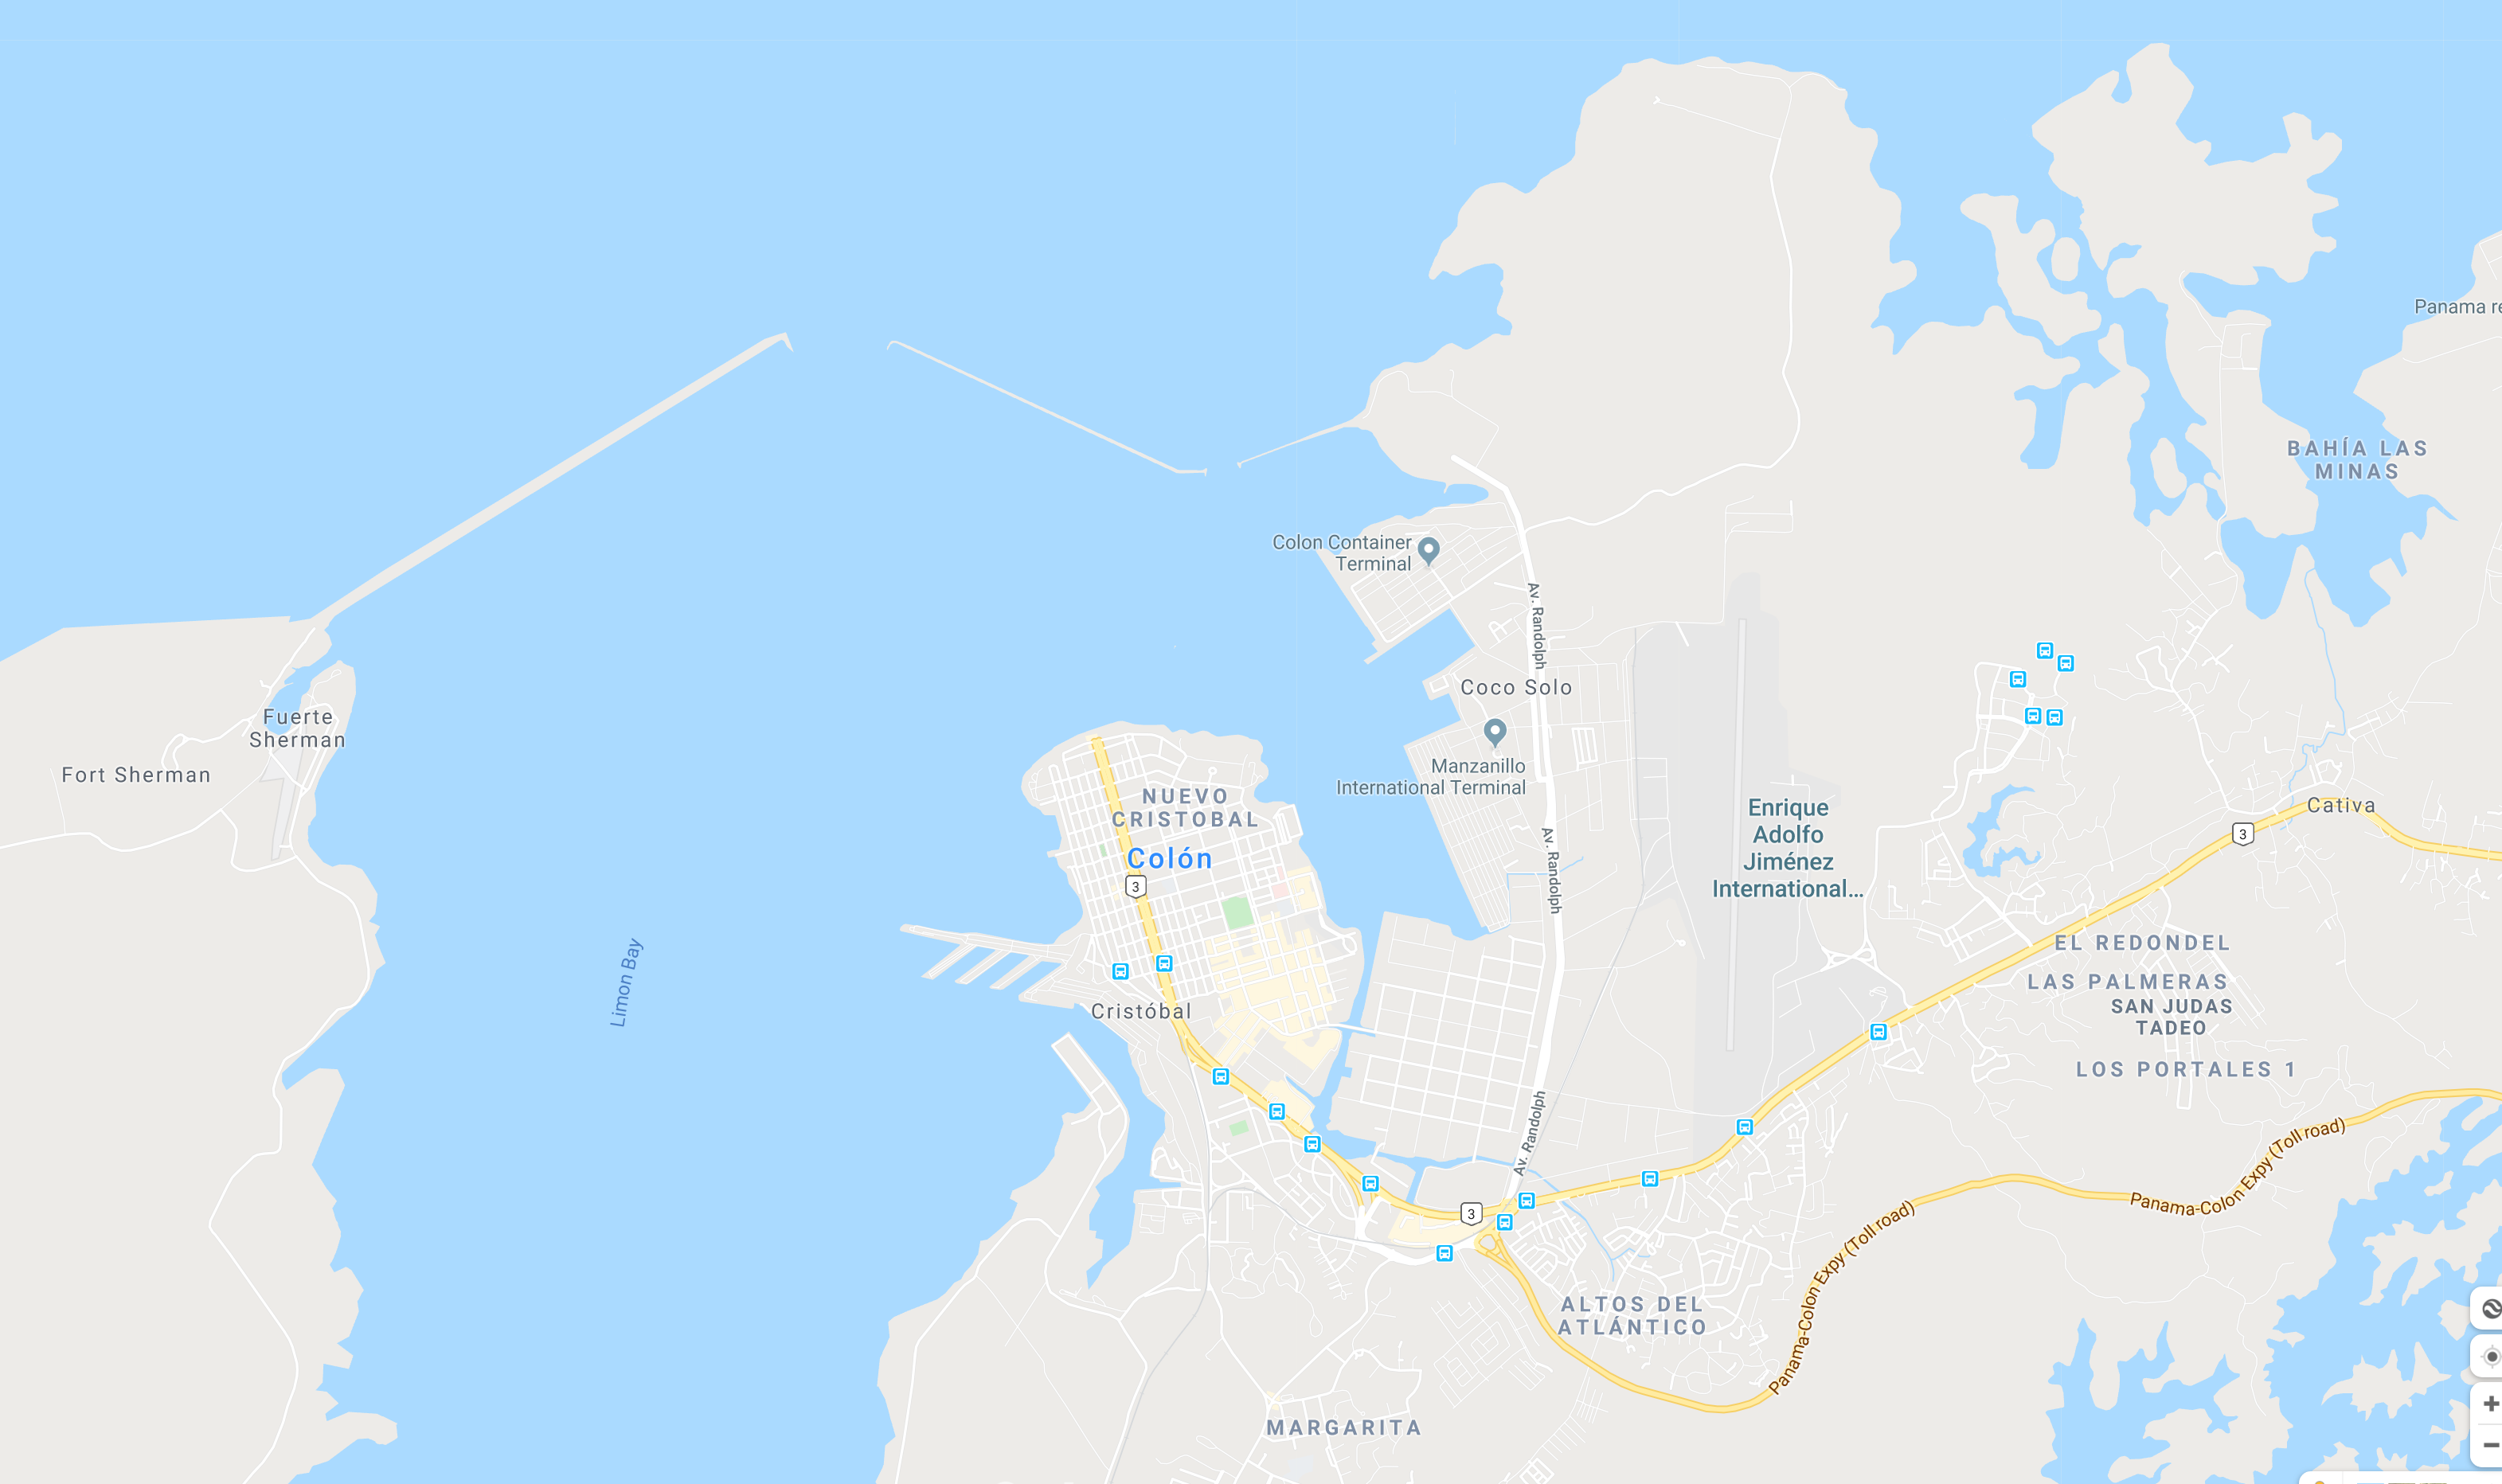 Panama re
BAHÍA LAS
MINAS
Colon Container
Terminal
Av. Randolph
Coco Solo
Fuerte
Sherman
Fort Sherman
Manzanillo
International Terminal
NUEVO
CRISTOBAL
Colón
3
Av. Randolph
Enrique
Adolfo
Jiménez
International...
Cativa
3
Limon Bay
EL REDONDEL
LAS PALMERAS
SAN JUDAS
TADEO
LOS PORTALES 1
Cristóbal
Av. Randolph
3
Panama-Colon Expy (Toll road)
Panama-Colon Expy (Toll road)
ALTOS DEL
ATLÁNTICO
MARGARITA